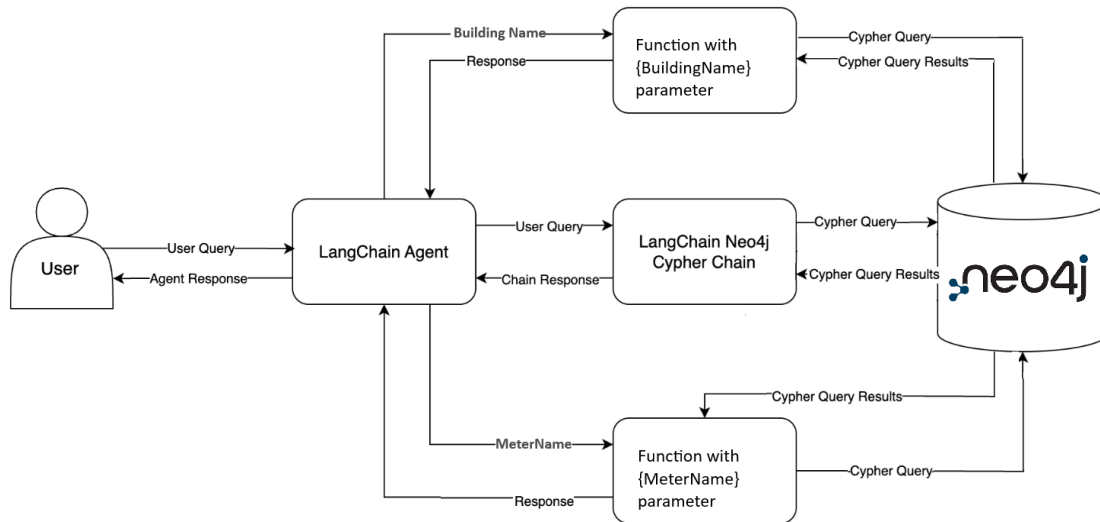 Building Name
Response
Function with
{BuildingName}
parameter
Cypher Query
Cypher Query Results
User
User Query
Agent Response
LangChain Agent
User Query
Chain Response
LangChain Neo4j
Cypher Chain
Cypher Query
Cypher Query Results
neo4j
MeterName
Response
Function with
{MeterName}
parameter
Cypher Query Results
Cypher Query